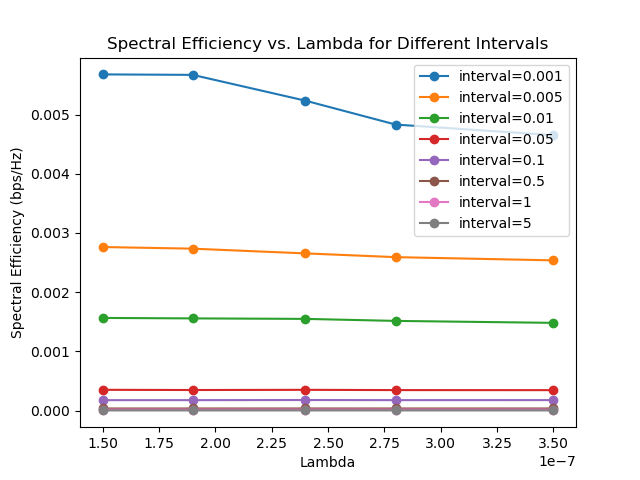 Spectral Efficiency vs. Lambda for Different Intervals
interval=0.001
interval=0.005
interval=0.01
interval=0.05
interval=0.1
interval=0.5
interval=1
interval=5
Spectral Efficiency (bps/Hz)
0.005
0.004
0.003
0.002
0.001
0.000
1.50 1.75 2.00 2.25 2.50 2.75 3.00 3.25 3.50
1e−7
Lambda